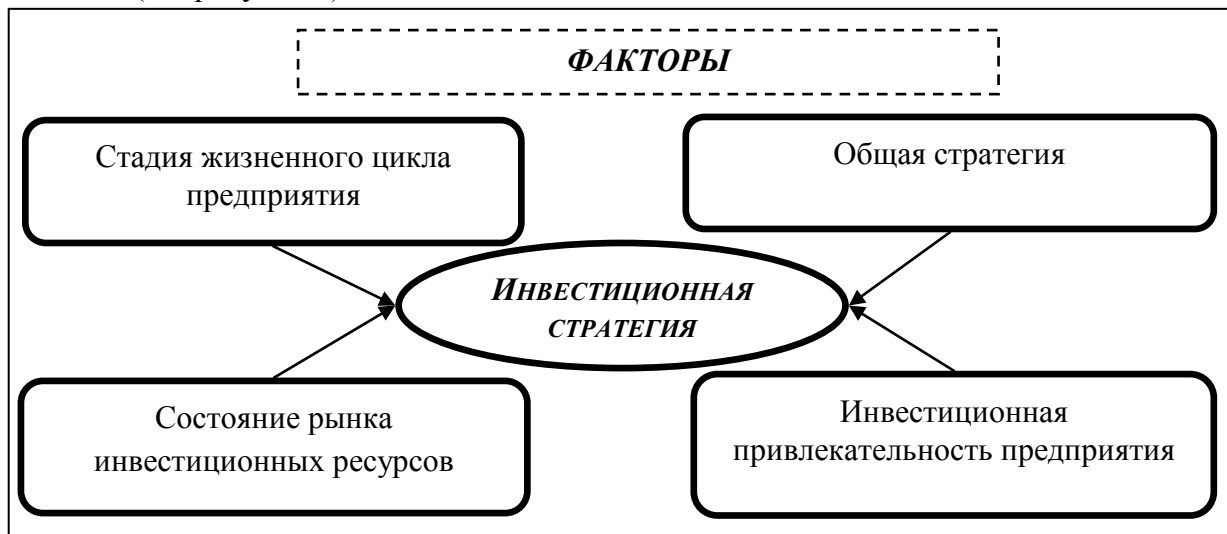 ФАКТОРЫ
Стадия жизненного цикла
предприятия
Общая стратегия
ИНВЕСТИЦИОННАЯ
СТРАТЕГИЯ
Состояние рынка
инвестиционных ресурсов
Инвестиционная
привлекательность предприятия